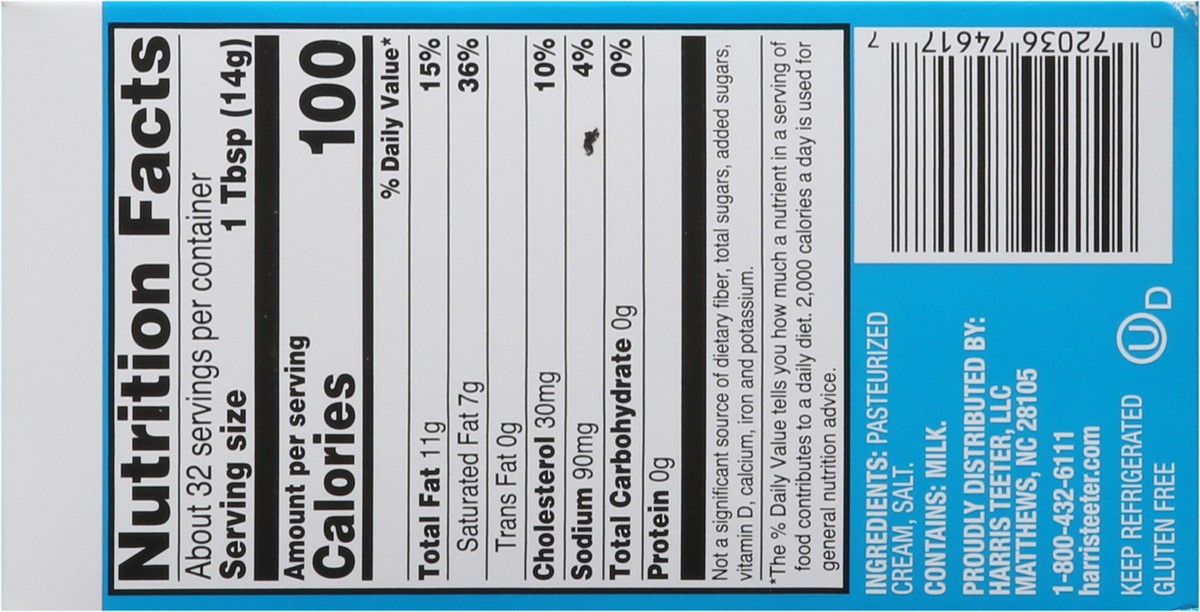 Nutrition Facts
About 32 servings per container
Serving size 1 Tbsp (14g)
Amount per serving
Calories 100
% Daily Value*
Total Fat 11g 15%
Saturated Fat 7g 36%
Trans Fat 0g
Cholesterol 30mg 10%
Sodium 90mg 4%
Total Carbohydrate 0g 0%
Protein 0g
Not a significant source of dietary fiber, total sugars, added sugars,
vitamin D, calcium, iron and potassium.
*The % Daily Value tells you how much a nutrient in a serving of
food contributes to a daily diet. 2,000 calories a day is used for
general nutrition advice.
INGREDIENTS: PASTEURIZED
CREAM, SALT.
CONTAINS: MILK.
PROUDLY DISTRIBUTED BY:
HARRIS TEETER, LLC
MATTHEWS, NC 28105
1-800-432-6111
harristeeter.com
KEEP REFRIGERATED
GLUTEN FREE
U D
0 72036 74617 7